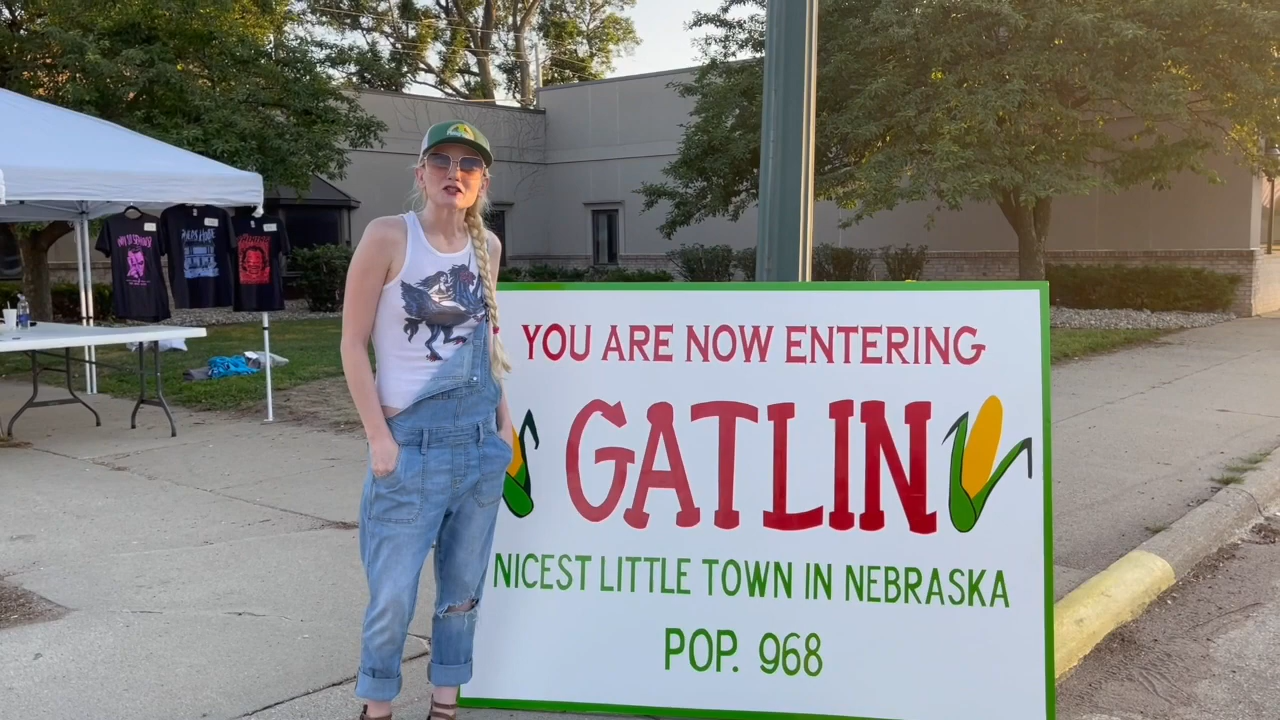 YOU ARE NOW ENTERING
GATLIN
NICEST LITTLE TOWN IN NEBRASKA
POP. 968